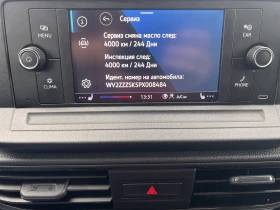 Сервиз
MENU
CAR
Сервиз смяна масло след:
4000 км / 244 Дни
Инспекция след:
4000 км / 244 Дни
CLIMA
PHONE
Идент. номер на автомобила:
WV2ZZZSK5PX008484
13:31
A/C